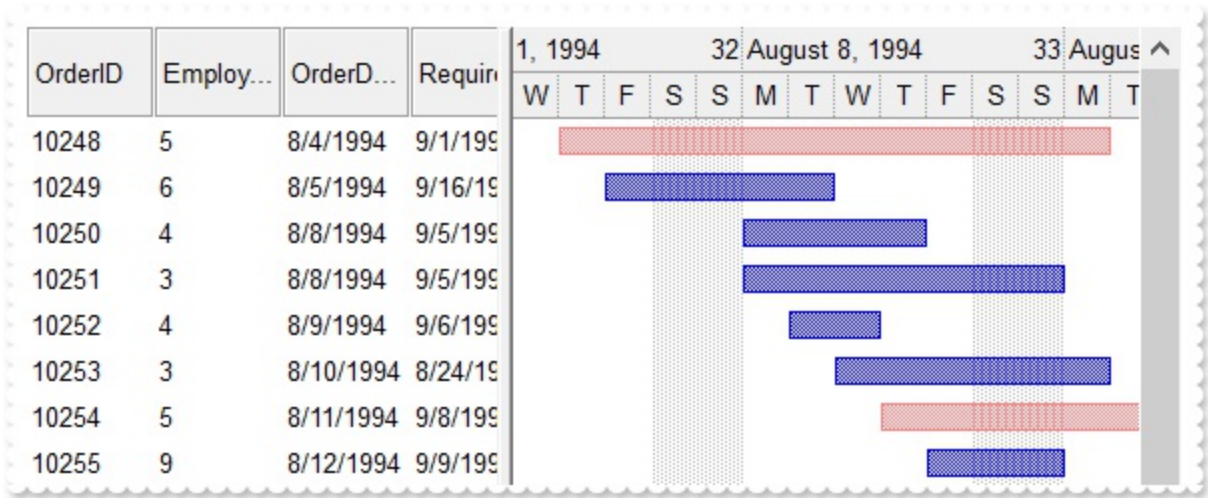 OrderID Employ... OrderD... Require 1, 1994 32 August 8, 1994 33 Augus
W T F S S M T W T F S S M T
10248 5 8/4/1994 9/1/199
10249 6 8/5/1994 9/16/19
10250 4 8/8/1994 9/5/199
10251 3 8/8/1994 9/5/199
10252 4 8/9/1994 9/6/199
10253 3 8/10/1994 8/24/19
10254 5 8/11/1994 9/8/199
10255 9 8/12/1994 9/9/199